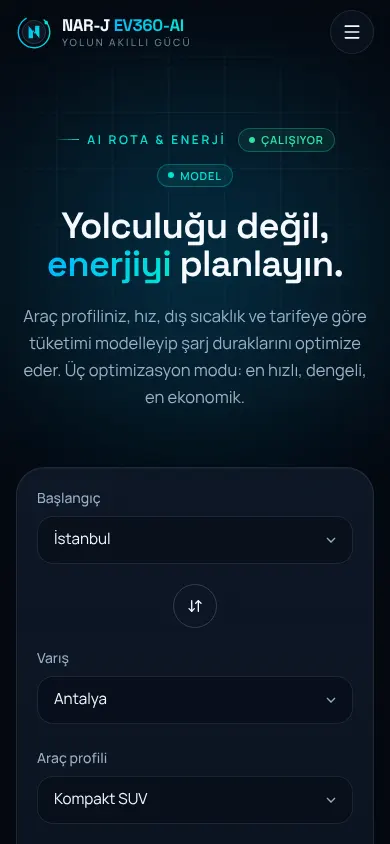 NAR-J EV360-AI
YOLUN AKILLI GÜCÜ
AI ROTA & ENERJİ
ÇALIŞIYOR
MODEL
Yolculuğu değil,
enerjiyi planlayın.
Araç profiliniz, hız, dış sıcaklık ve tarifeye göre
tüketimi modelleyip şarj duraklarını optimize
eder. Üç optimizasyon modu: en hızlı, dengeli,
en ekonomik.
Başlangıç
İstanbul
Varış
Antalya
Araç profili
Kompakt SUV